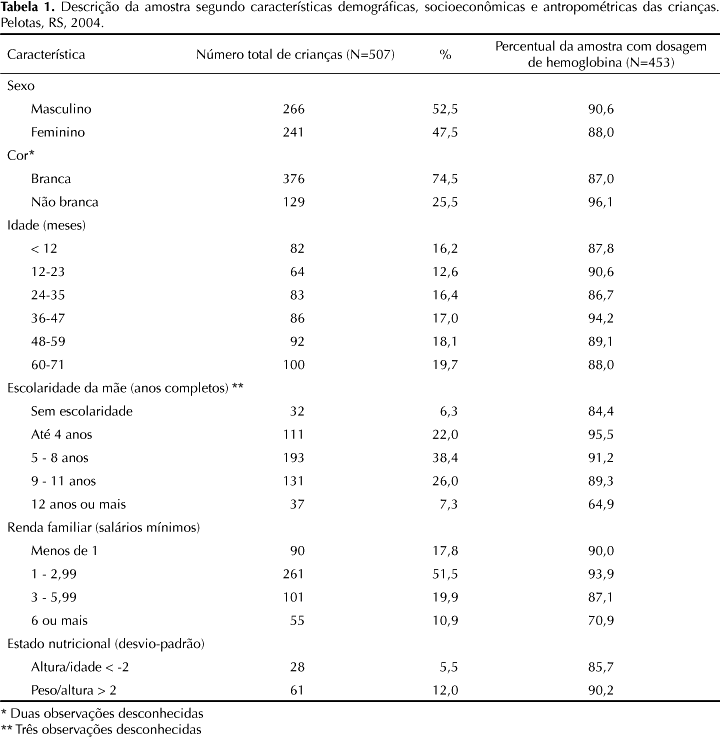 Tabela 1. Descrição da amostra segundo características demográficas, socioeconômicas e antropométricas das crianças.
Pelotas, RS, 2004.
Característica Número total de crianças (N=507) % Percentual da amostra com dosagem de hemoglobina (N=453)
Sexo
Masculino 266 52,5 90,6
Feminino 241 47,5 88,0
Cor*
Branca 376 74,5 87,0
Não branca 129 25,5 96,1
Idade (meses)
< 12 82 16,2 87,8
12-23 64 12,6 90,6
24-35 83 16,4 86,7
36-47 86 17,0 94,2
48-59 92 18,1 89,1
60-71 100 19,7 88,0
Escolaridade da mãe (anos completos) **
Sem escolaridade 32 6,3 84,4
Até 4 anos 111 22,0 95,5
5 - 8 anos 193 38,4 91,2
9 - 11 anos 131 26,0 89,3
12 anos ou mais 37 7,3 64,9
Renda familiar (salários mínimos)
Menos de 1 90 17,8 90,0
1 - 2,99 261 51,5 93,9
3 - 5,99 101 19,9 87,1
6 ou mais 55 10,9 70,9
Estado nutricional (desvio-padrão)
Altura/idade < -2 28 5,5 85,7
Peso/altura > 2 61 12,0 90,2
* Duas observações desconhecidas
** Três observações desconhecidas